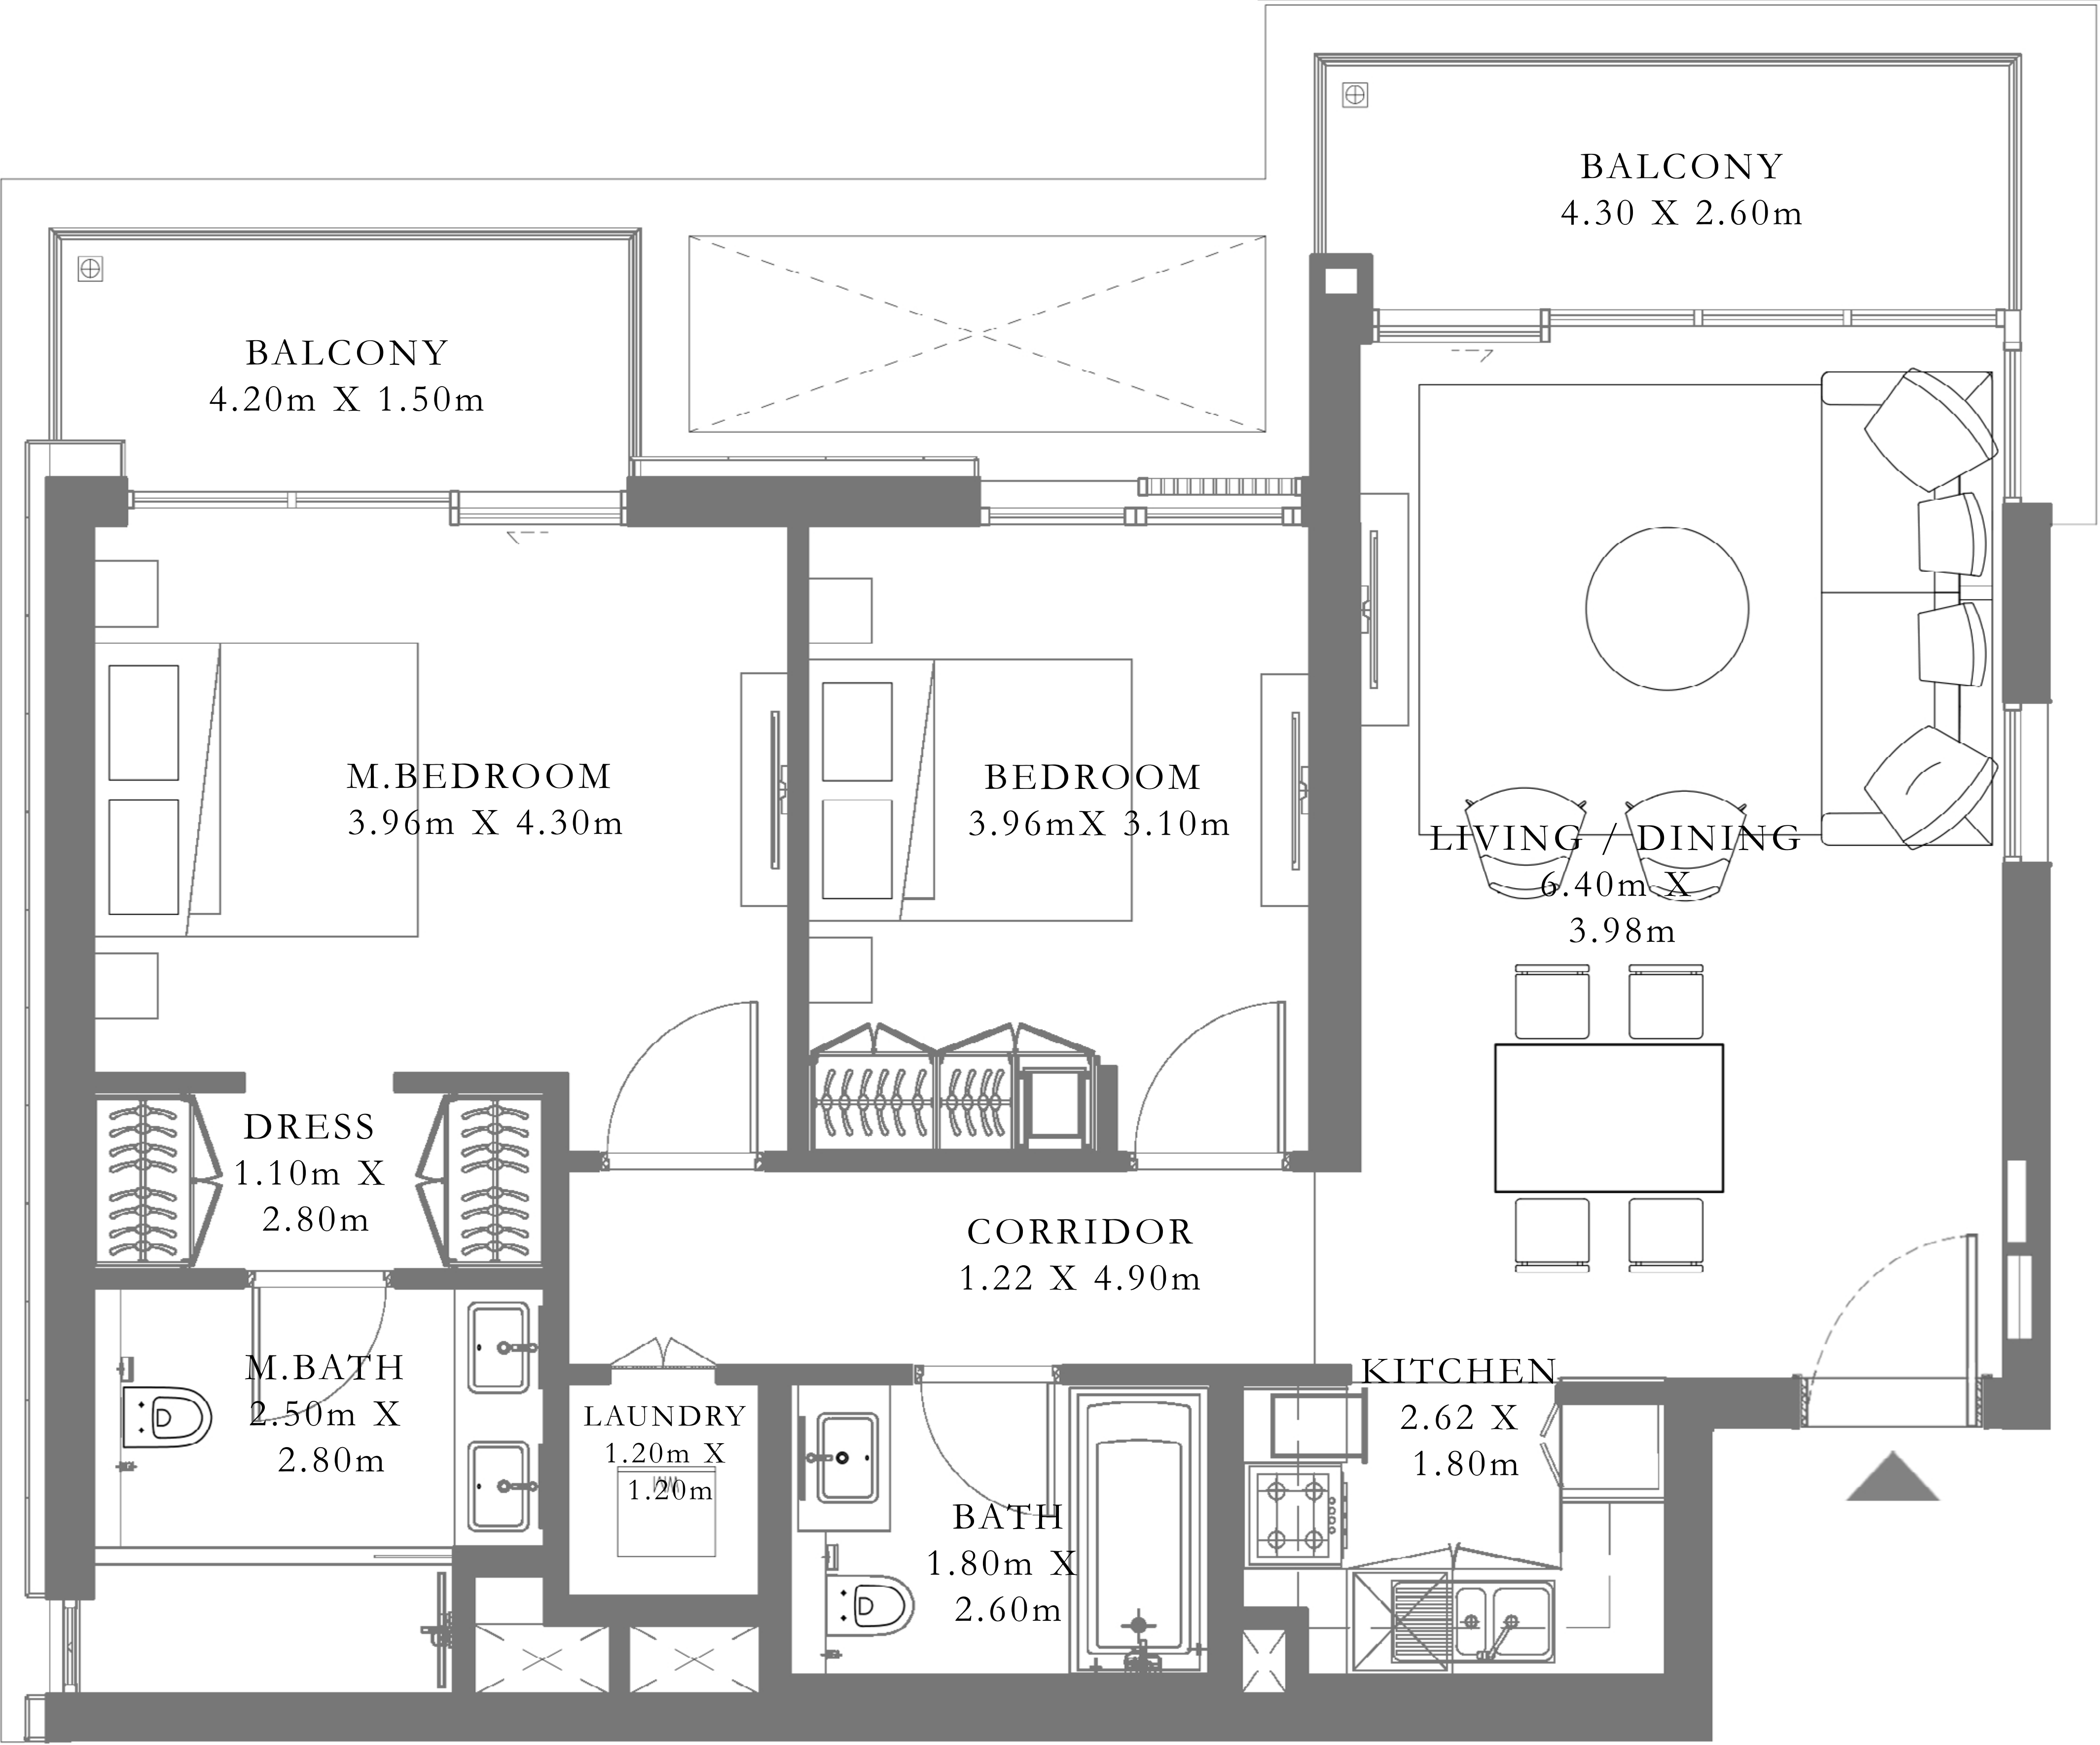 BALCONY
4.30 X 2.60m
BALCONY
4.20m X 1.50m
M.BEDROOM
3.96m X 4.30m
BEDROOM
3.96mX 3.10m
LIVING / DINING
6.40m X
3.98m
DRESS
1.10m X
2.80m
CORRIDOR
1.22 X 4.90m
M.BATH
2.50m X
2.80m
LAUNDRY
1.20m X
1.20m
BATH
1.80m X
2.60m
KITCHEN
2.62 X
1.80m